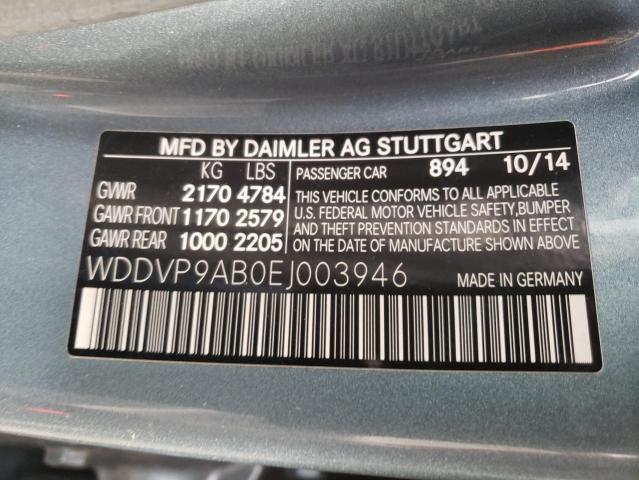 MFD BY DAIMLER AG STUTTGART
KG LBS PASSENGER CAR 894 10/14
GVWR 2170 4784
GAWR FRONT 1170 2579
GAWR REAR 1000 2205
THIS VEHICLE CONFORMS TO ALL APPLICABLE
U.S. FEDERAL MOTOR VEHICLE SAFETY,BUMPER
AND THEFT PREVENTION STANDARDS IN EFFECT
ON THE DATE OF MANUFACTURE SHOWN ABOVE
WDDVP9AB0EJ003946
MADE IN GERMANY